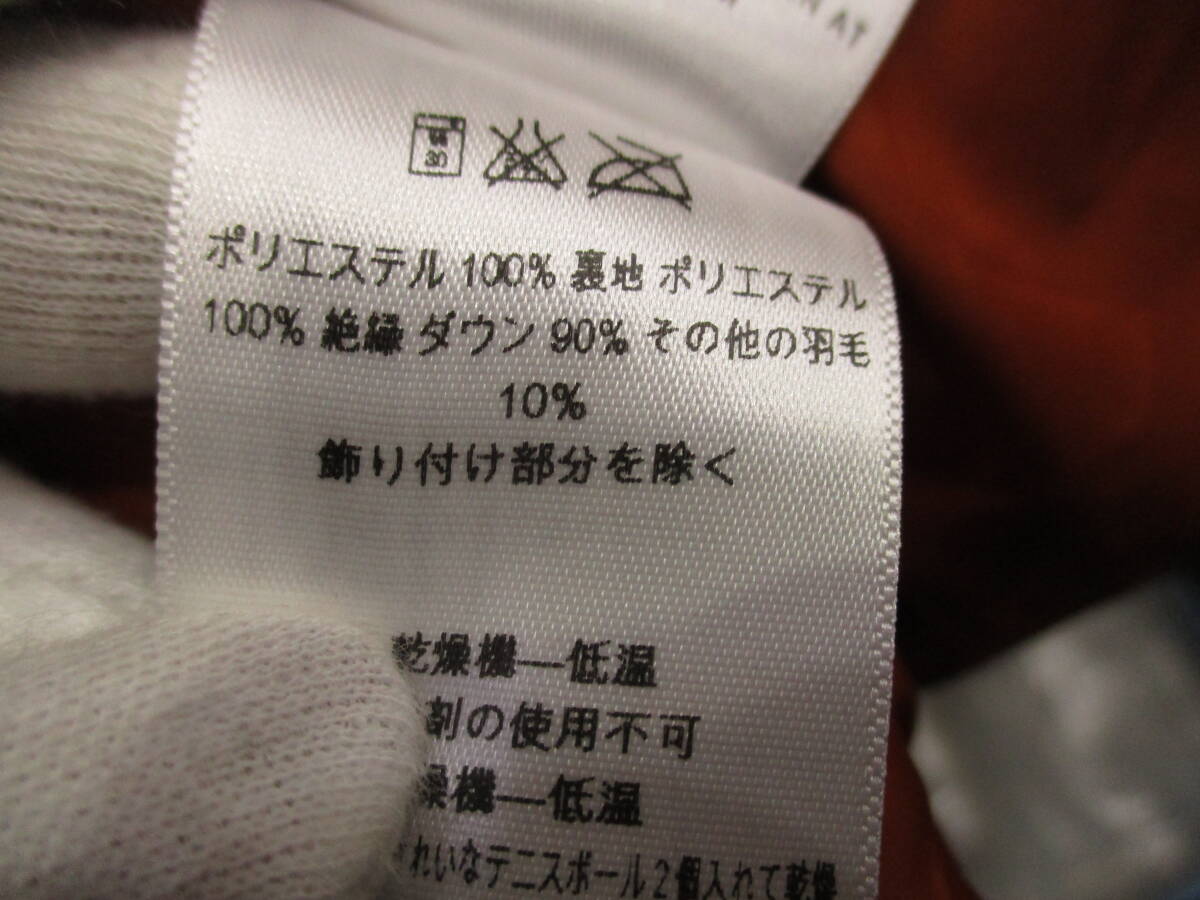 AT
30
ポリエステル 100% 裏地 ポリエステル
100% 絶縁 ダウン 90% その他の羽毛
10%
飾り付け部分を除く
乾燥機—低温
剤の使用不可
燥機—低温
れいなテニスボール2個入れて乾燥